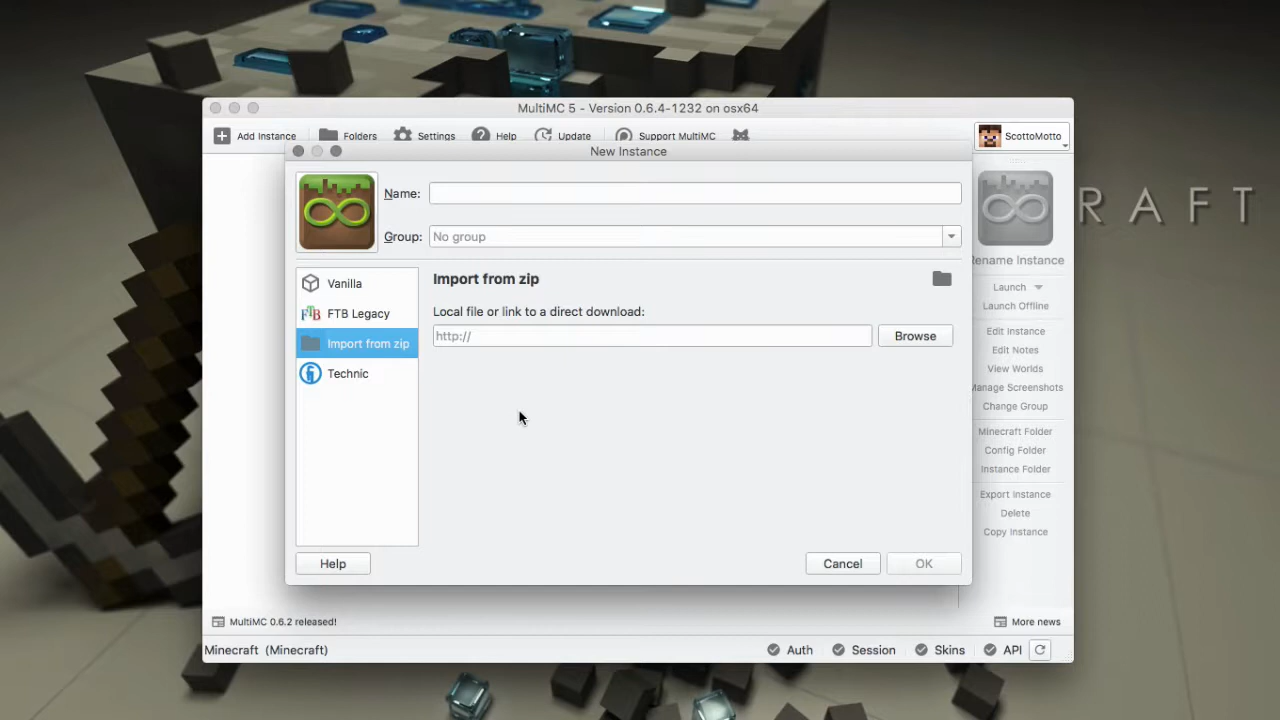 MultiMC 5 - Version 0.6.4-1232 on osx64
Add Instance Folders Settings Help Update Support MultiMC ScottoMotto
New Instance
Name:
Group: No group
RAFT
Vanilla
FTB Legacy
Import from zip
Technic
Import from zip
Local file or link to a direct download:
http:// Browse
Help Cancel OK
Rename Instance
Launch
Launch Offline
Edit Instance
Edit Notes
View Worlds
Manage Screenshots
Change Group
Minecraft Folder
Config Folder
Instance Folder
Export Instance
Delete
Copy Instance
MultiMC 0.6.2 released! More news
Minecraft (Minecraft) Auth Session Skins API